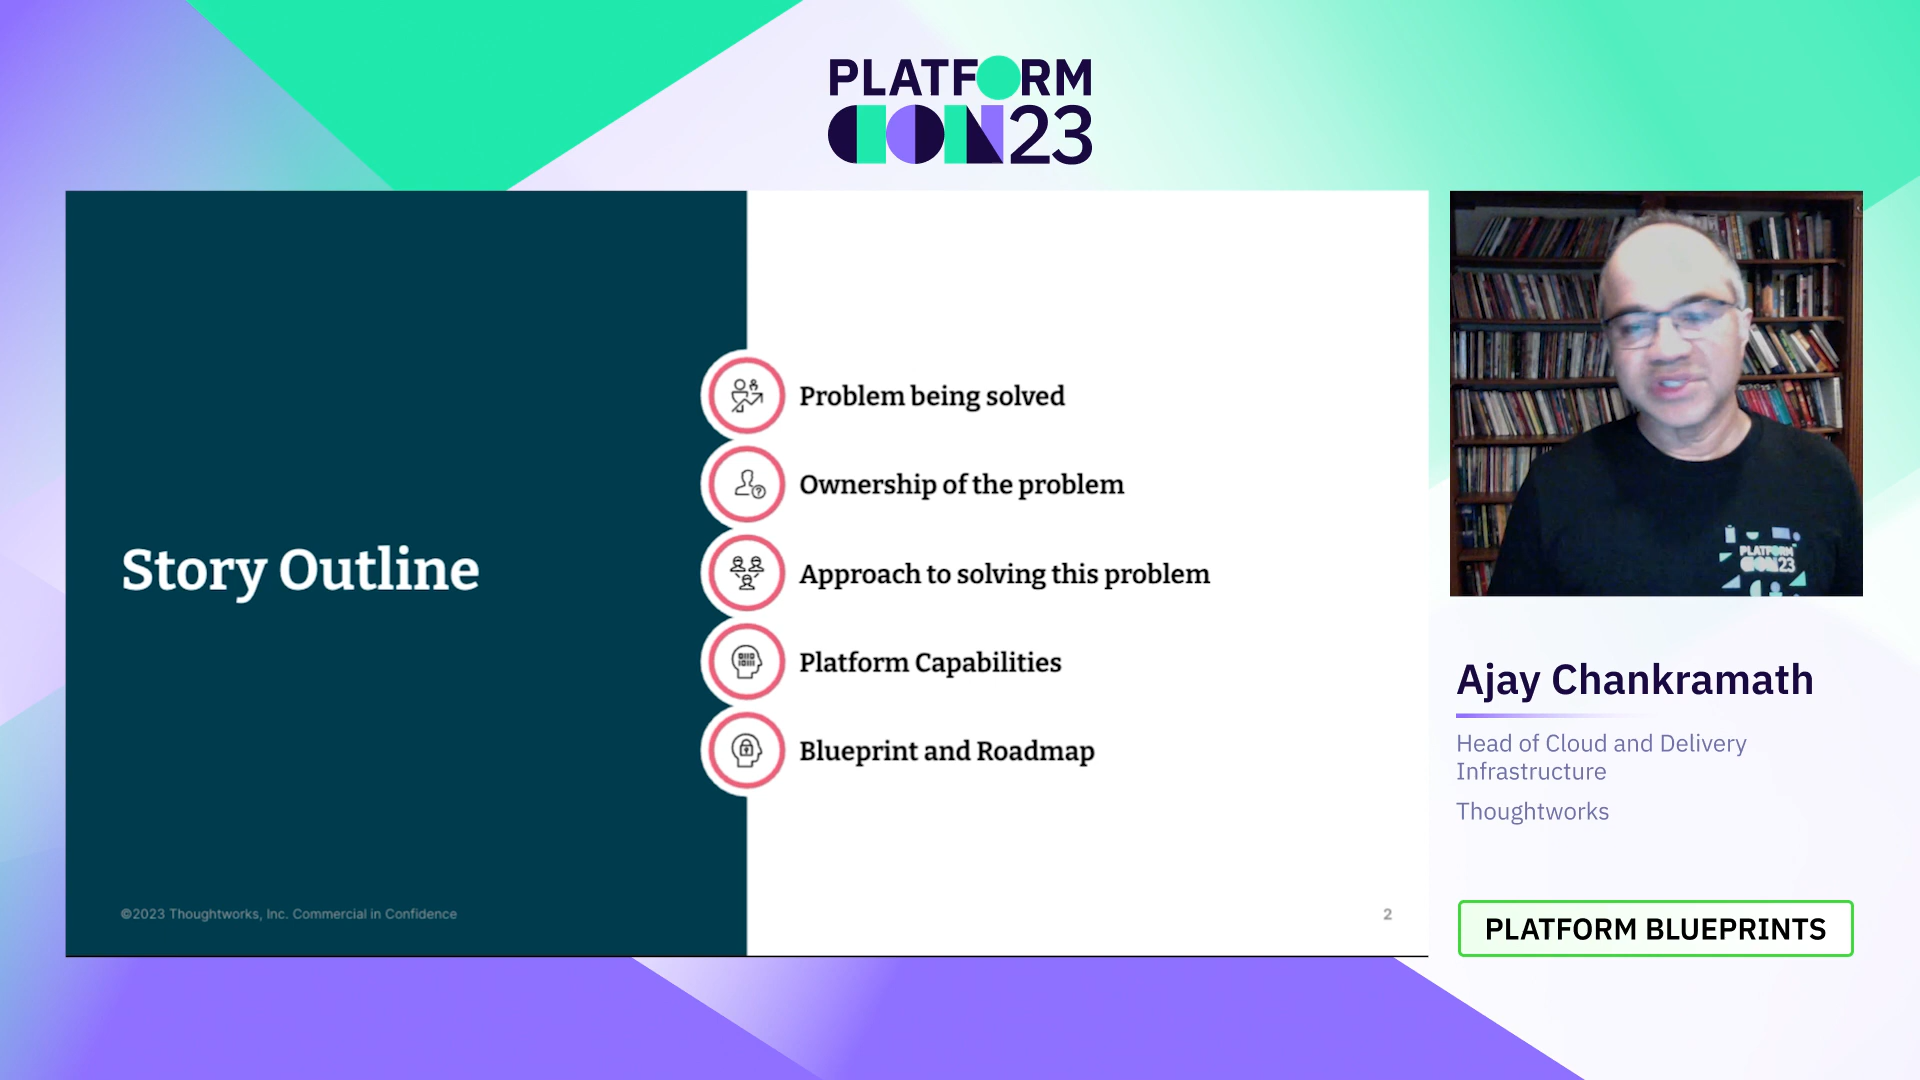 PLATFORM
CON23
Story Outline
Problem being solved
Ownership of the problem
Approach to solving this problem
Platform Capabilities
Blueprint and Roadmap
©2023 Thoughtworks, Inc. Commercial in Confidence
2
PLATFORM
CON23
Ajay Chankramath
Head of Cloud and Delivery
Infrastructure
Thoughtworks
PLATFORM BLUEPRINTS